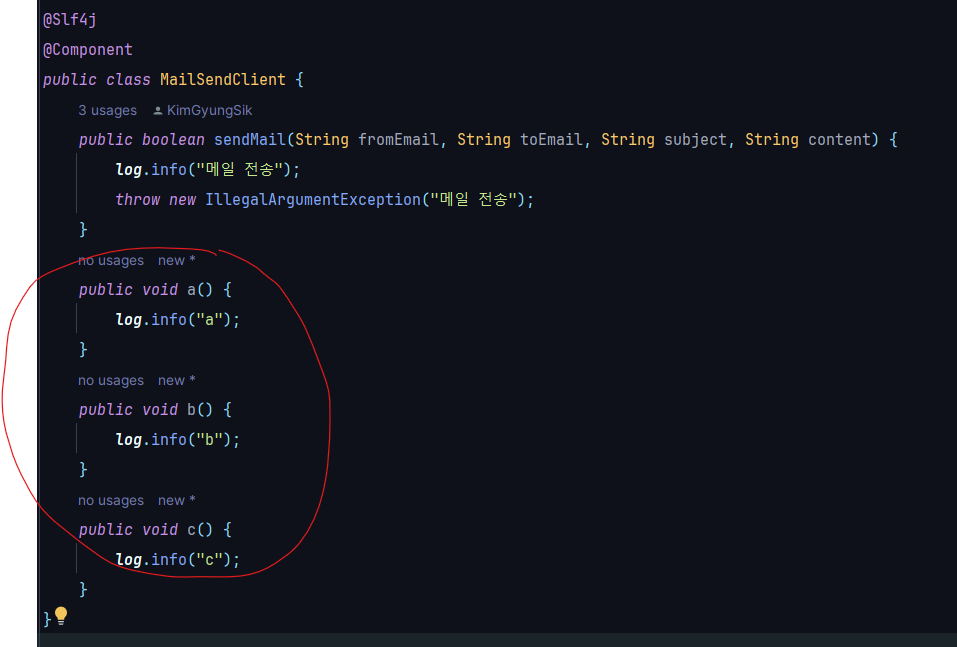 @Slf4j
@Component
public class MailSendClient {
3 usages KimGyungSik
public boolean sendMail(String fromEmail, String toEmail, String subject, String content) {
log.info("메일 전송");
throw new IllegalArgumentException("메일 전송");
}
no usages new *
public void a() {
log.info("a");
}
no usages new *
public void b() {
log.info("b");
}
no usages new *
public void c() {
log.info("c");
}
}